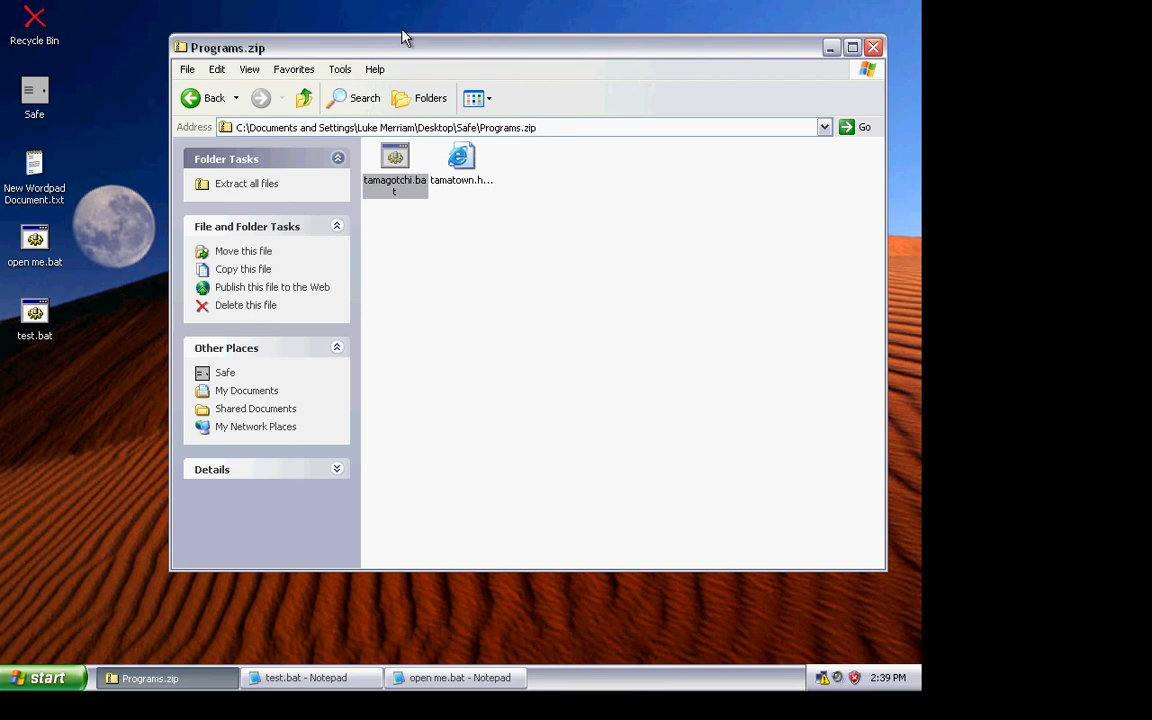 Recycle Bin
Safe
New Wordpad
Document.txt
open me.bat
test.bat
Programs.zip
File Edit View Favorites Tools Help
Back Search Folders
Address C:\Documents and Settings\Luke Merriam\Desktop\Safe\Programs.zip Go
Folder Tasks
Extract all files
File and Folder Tasks
Move this file
Copy this file
Publish this file to the Web
Delete this file
Other Places
Safe
My Documents
Shared Documents
My Network Places
Details
tamagotchi.ba
t
tamatown.h...
start
Programs.zip
test.bat - Notepad
open me.bat - Notepad
2:39 PM